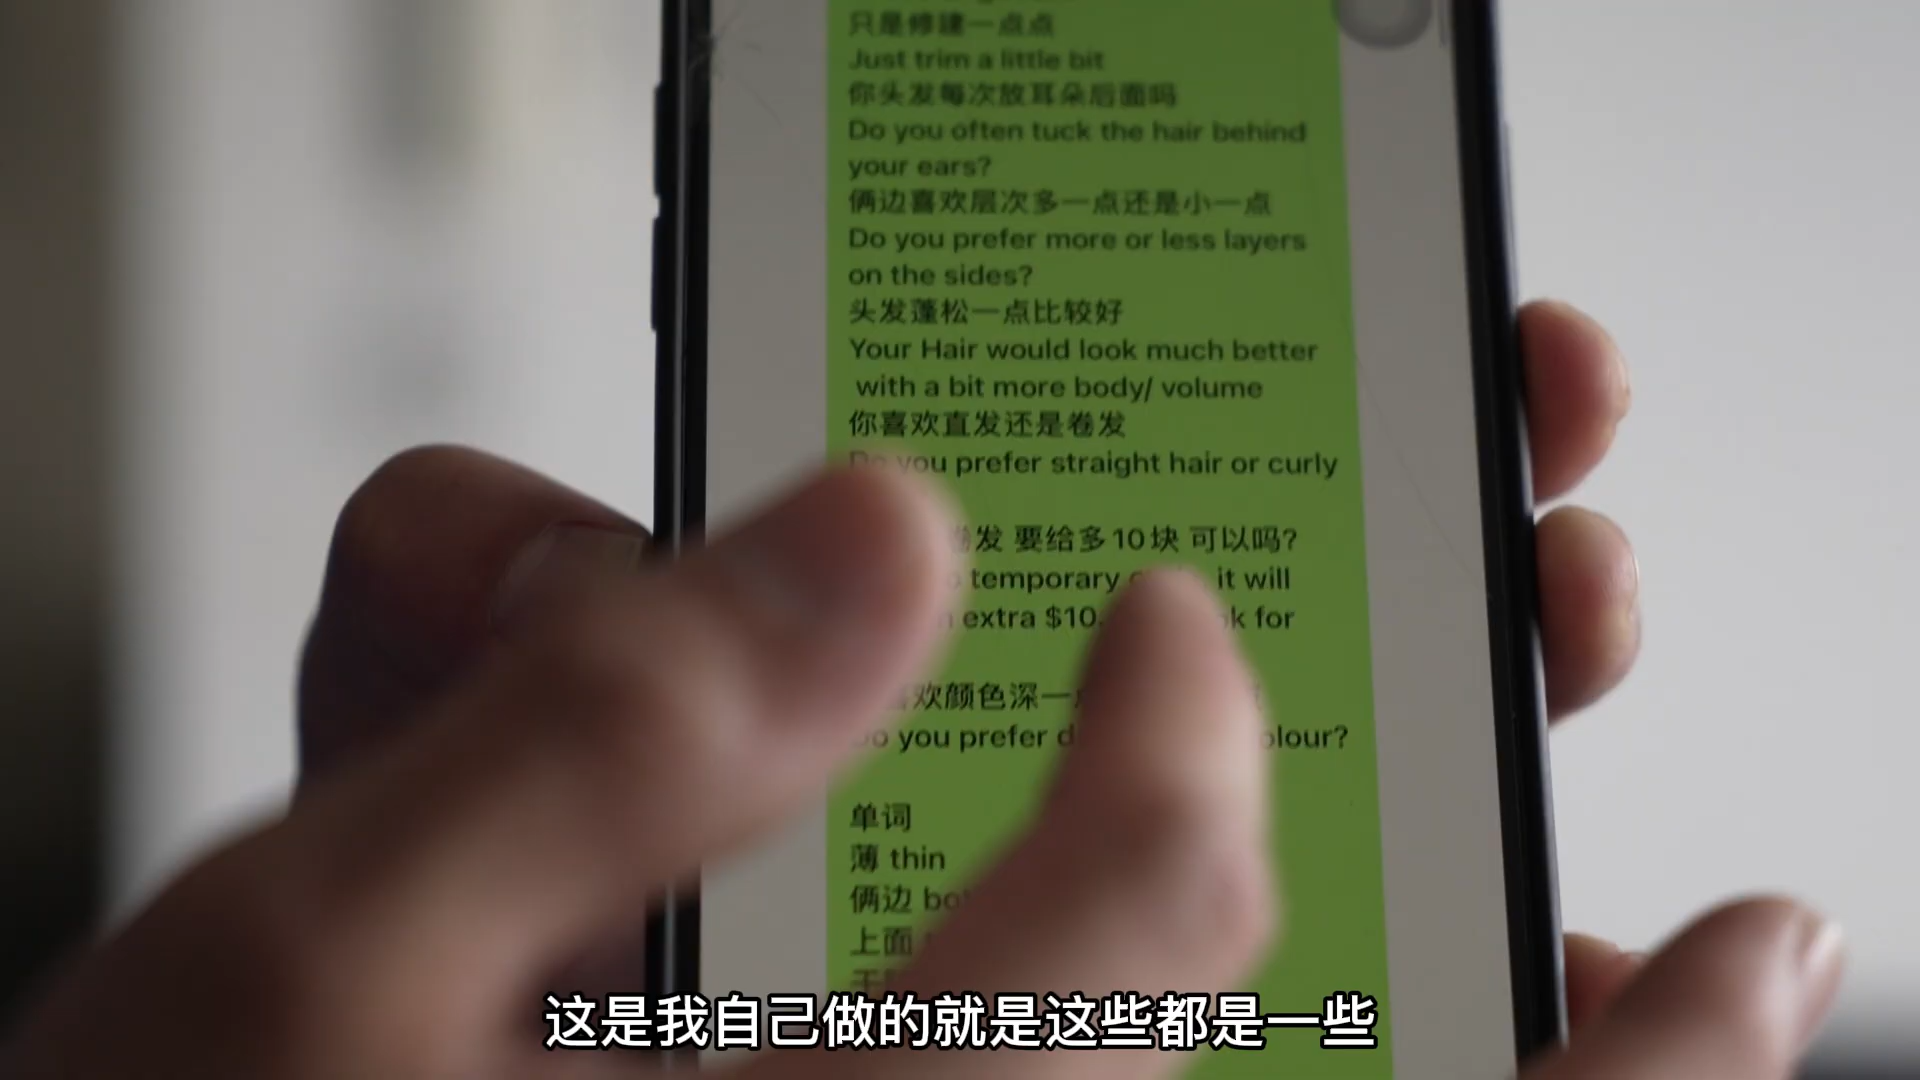 只是修建一点点
Just trim a little bit
你头发每次放耳朵后面吗
Do you often tuck the hair behind
your ears?
俩边喜欢层次多一点还是小一点
Do you prefer more or less layers
on the sides?
头发蓬松一点比较好
Your Hair would look much better
with a bit more body/ volume
你喜欢直发还是卷发
Do you prefer straight hair or curly
卷发 要给多10块 可以吗?
temporary it will
extra $10 for
喜欢颜色深一
Do you prefer
单词
薄 thin
俩边
上面
这是我自己做的就是这些都是一些